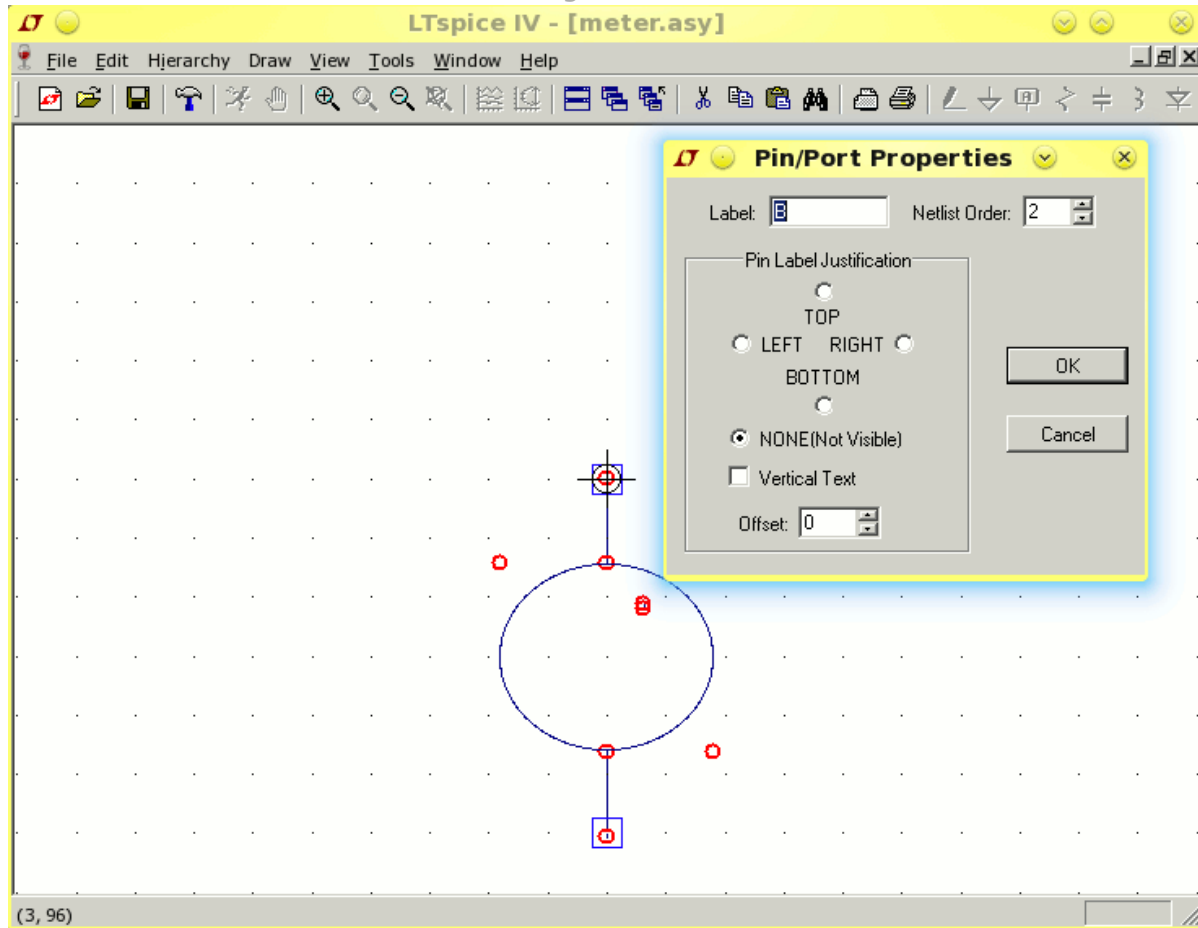 LTspice IV - [meter.asy]
File Edit Hierarchy Draw View Tools Window Help
Pin/Port Properties
Label: B Netlist Order: 2
Pin Label Justification
TOP
LEFT RIGHT
BOTTOM
NONE(Not Visible)
Vertical Text
Offset: 0
OK
Cancel
(3, 96)